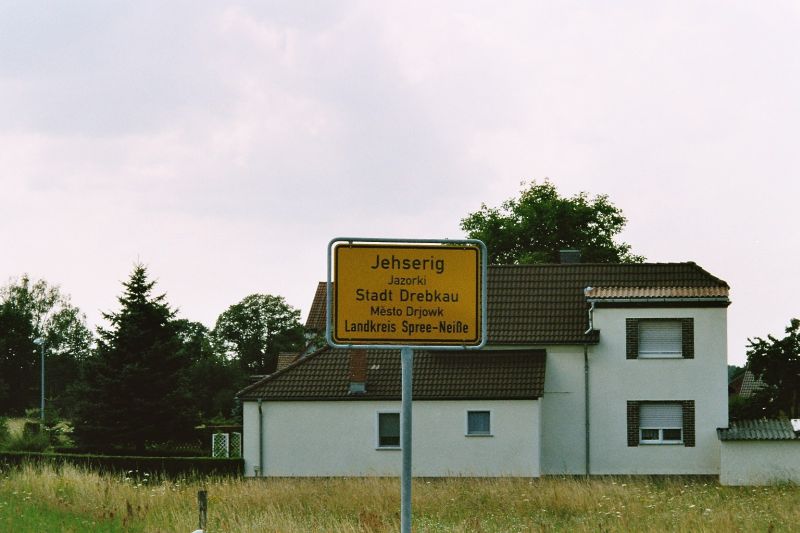 Jehserig
Jazorki
Stadt Drebkau
Město Drjowk
Landkreis Spree-Neiße